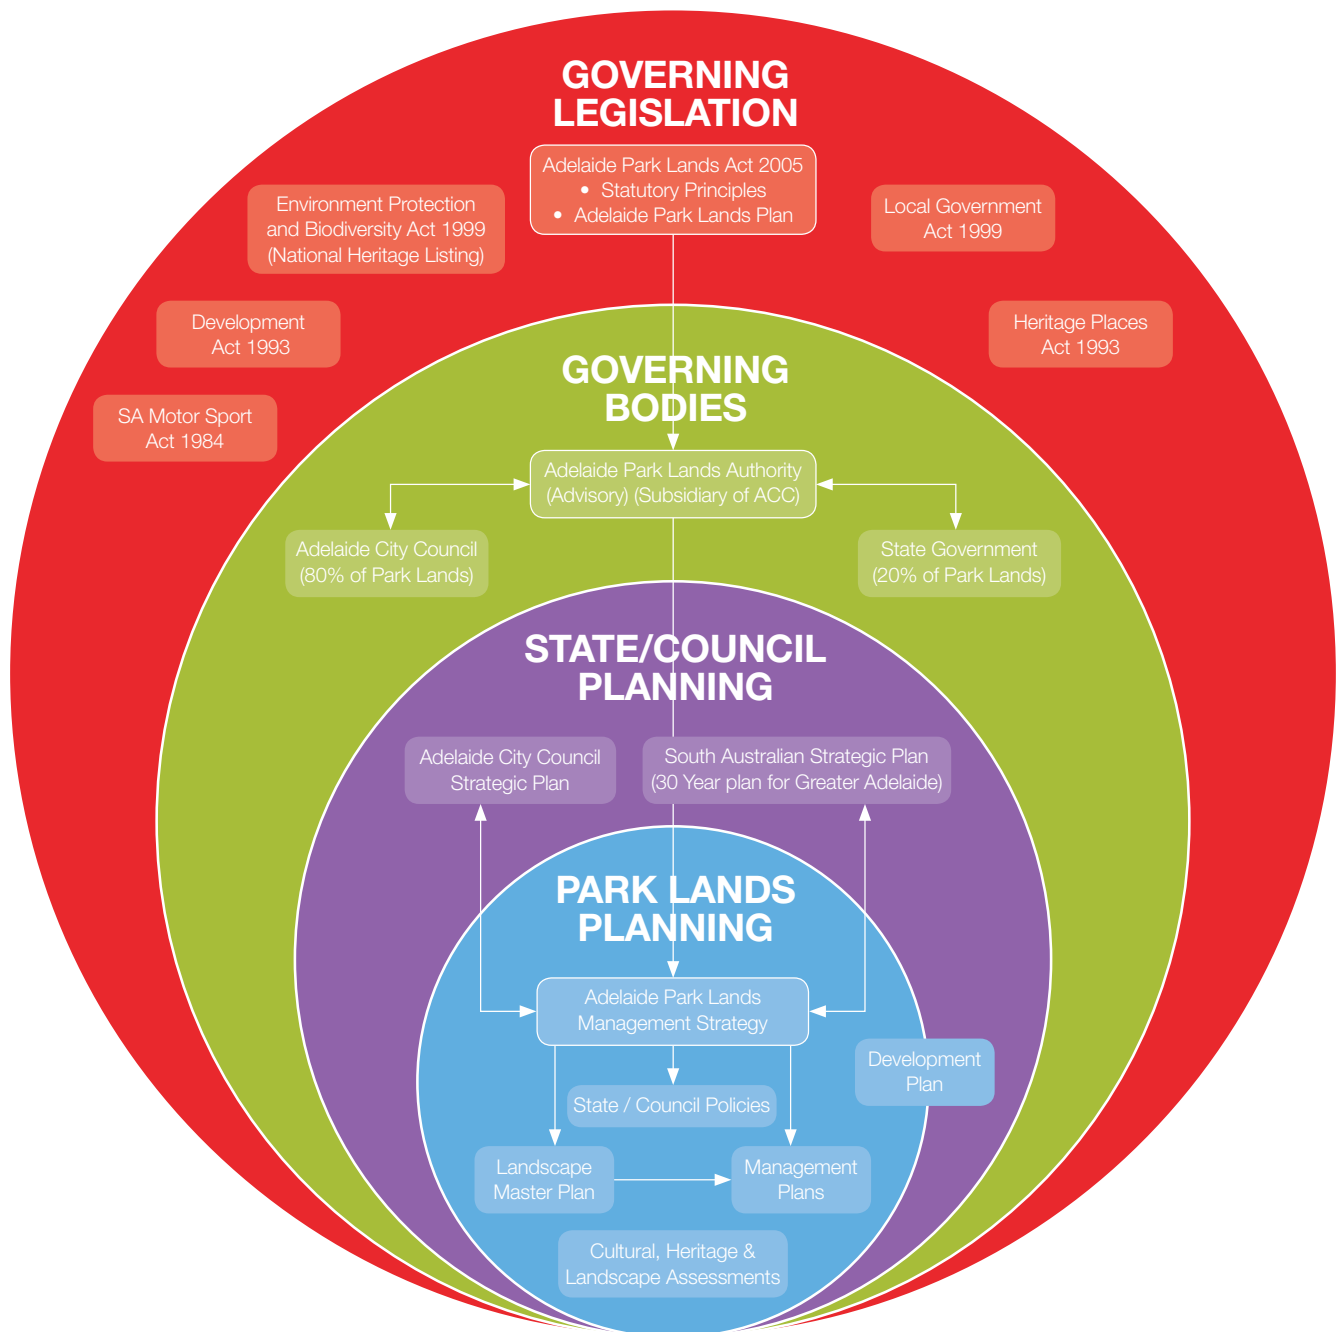 GOVERNING
LEGISLATION
Adelaide Park Lands Act 2005
• Statutory Principles
• Adelaide Park Lands Plan
Environment Protection
and Biodiversity Act 1999
(National Heritage Listing)
Local Government
Act 1999
Development
Act 1993
Heritage Places
Act 1993
SA Motor Sport
Act 1984
GOVERNING
BODIES
Adelaide Park Lands Authority
(Advisory) (Subsidiary of ACC)
Adelaide City Council
(80% of Park Lands)
State Government
(20% of Park Lands)
STATE/COUNCIL
PLANNING
Adelaide City Council
Strategic Plan
South Australian Strategic Plan
(30 Year plan for Greater Adelaide)
PARK LANDS
PLANNING
Adelaide Park Lands
Management Strategy
Development
Plan
State / Council Policies
Landscape
Master Plan
Management
Plans
Cultural, Heritage &
Landscape Assessments